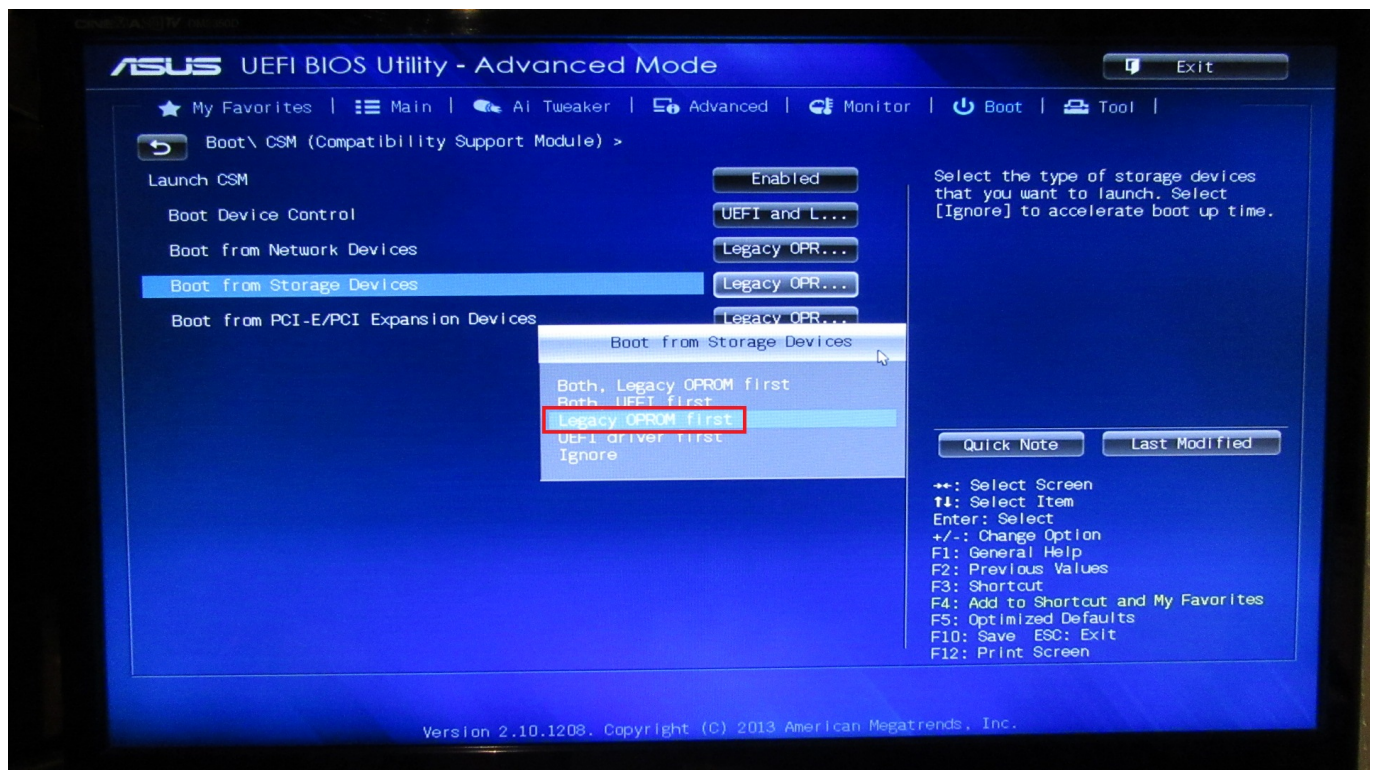 ASUS UEFI BIOS Utility - Advanced Mode
Exit
My Favorites | Main | Ai Tweaker | Advanced | Monitor | Boot | Tool |
Boot\ CSM (Compatibility Support Module) >
Launch CSM Enabled
Boot Device Control UEFI and L...
Boot from Network Devices Legacy OPR...
Boot from Storage Devices Legacy OPR...
Boot from PCI-E/PCI Expansion Devices Legacy OPR...
Boot from Storage Devices
Both, Legacy OPROM first
Both, UEFI first
Legacy OPROM first
UEFI driver first
Ignore
Select the type of storage devices
that you want to launch. Select
[Ignore] to accelerate boot up time.
Quick Note Last Modified
→←: Select Screen
↑↓: Select Item
Enter: Select
+/-: Change Option
F1: General Help
F2: Previous Values
F3: Shortcut
F4: Add to Shortcut and My Favorites
F5: Optimized Defaults
F10: Save ESC: Exit
F12: Print Screen
Version 2.10.1208. Copyright (C) 2013 American Megatrends, Inc.